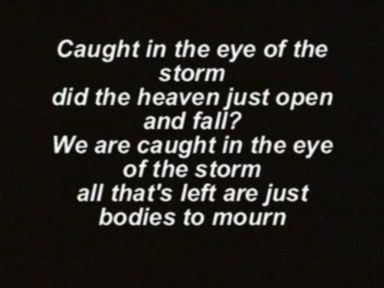 Caught in the eye of the
storm
did the heaven just open
and fall?
We are caught in the eye
of the storm
all that's left are just
bodies to mourn